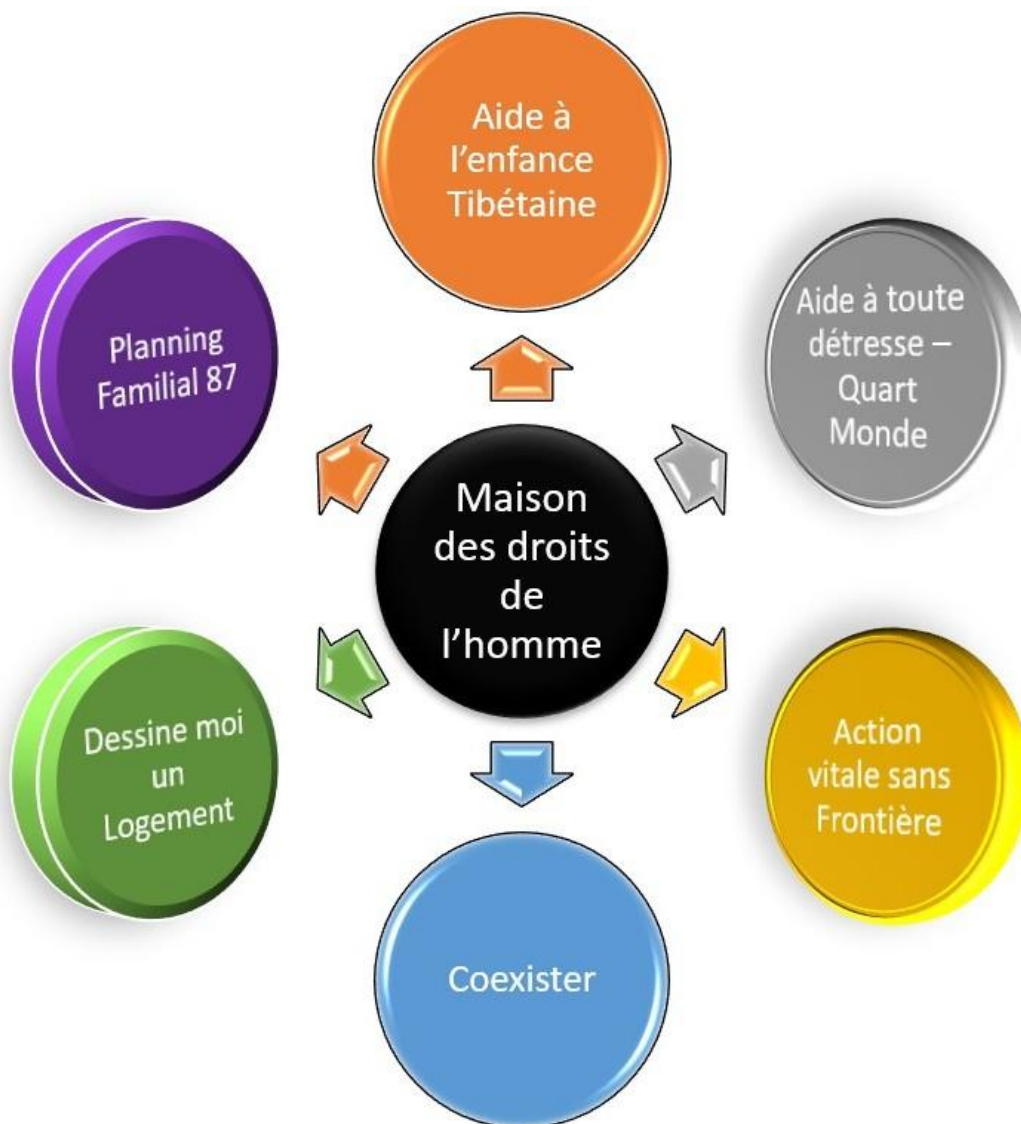 Aide à
l'enfance
Tibétaine
Planning
Familial 87
Aide à toute
détresse –
Quart
Monde
Maison
des droits
de
l'homme
Dessine moi
un
Logement
Action
vitale sans
Frontière
Coexister